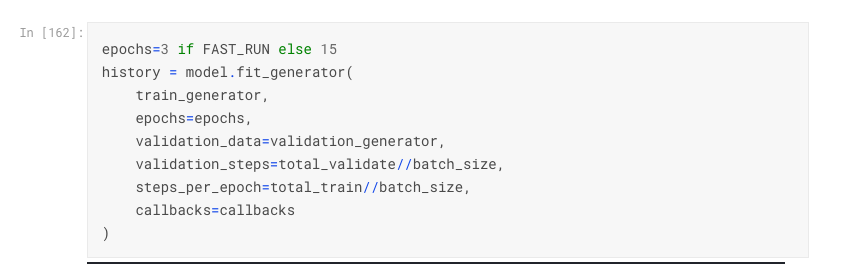 In [162]:
epochs=3 if FAST_RUN else 15
history = model.fit_generator(
    train_generator,
    epochs=epochs,
    validation_data=validation_generator,
    validation_steps=total_validate//batch_size,
    steps_per_epoch=total_train//batch_size,
    callbacks=callbacks
)